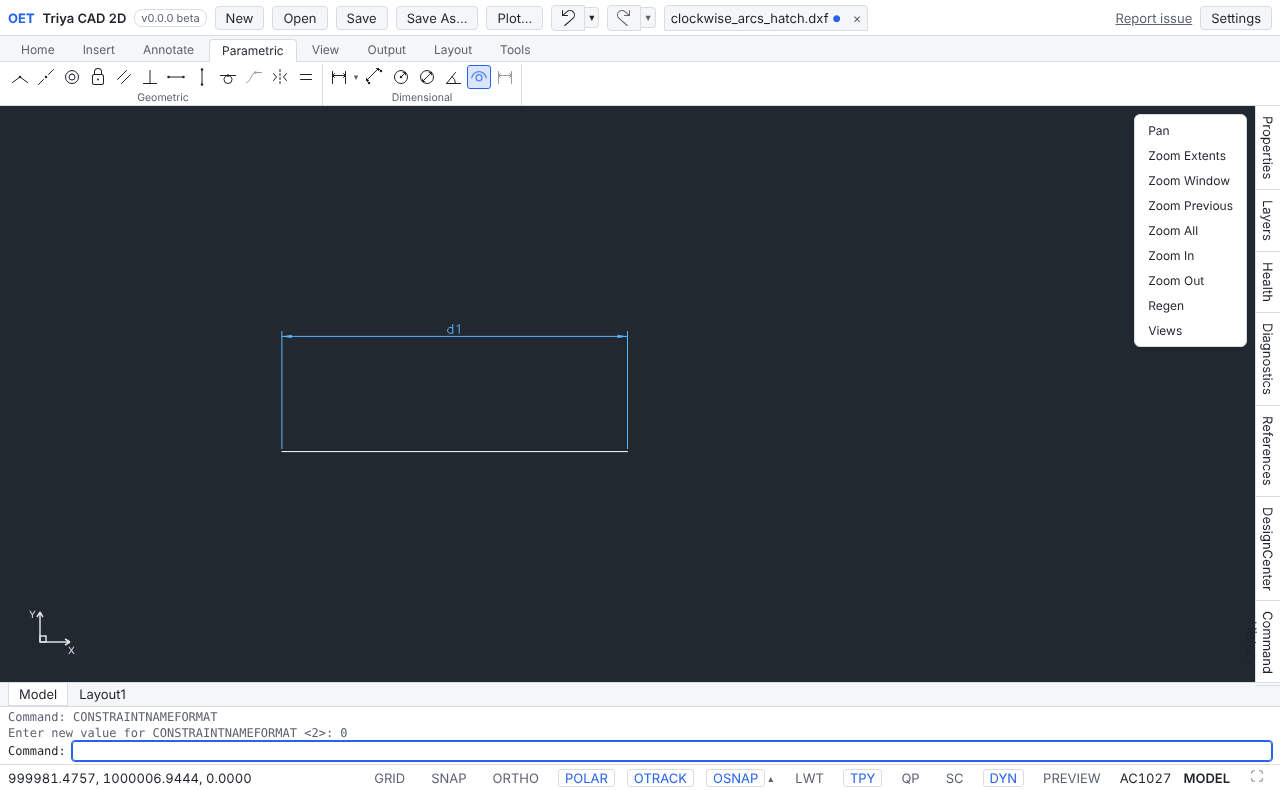 OET Triya CAD 2D v0.0.0 beta New Open Save Save As... Plot... clockwise_arcs_hatch.dxf × Report issue Settings
Home Insert Annotate Parametric View Output Layout Tools
Geometric Dimensional
Pan
Zoom Extents
Zoom Window
Zoom Previous
Zoom All
Zoom In
Zoom Out
Regen
Views
Properties
Layers
Health
Diagnostics
References
DesignCenter
Command
d1
Y
X
Model Layout1
Command: CONSTRAINTNAMEFORMAT
Enter new value for CONSTRAINTNAMEFORMAT <2>: 0
Command:
999981.4757, 1000006.9444, 0.0000 GRID SNAP ORTHO POLAR OTRACK OSNAP LWT TPY QP SC DYN PREVIEW AC1027 MODEL